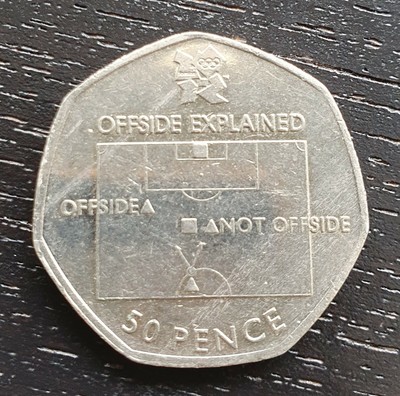 OFFSIDE EXPLAINED
OFFSIDE
NOT OFFSIDE
50 PENCE